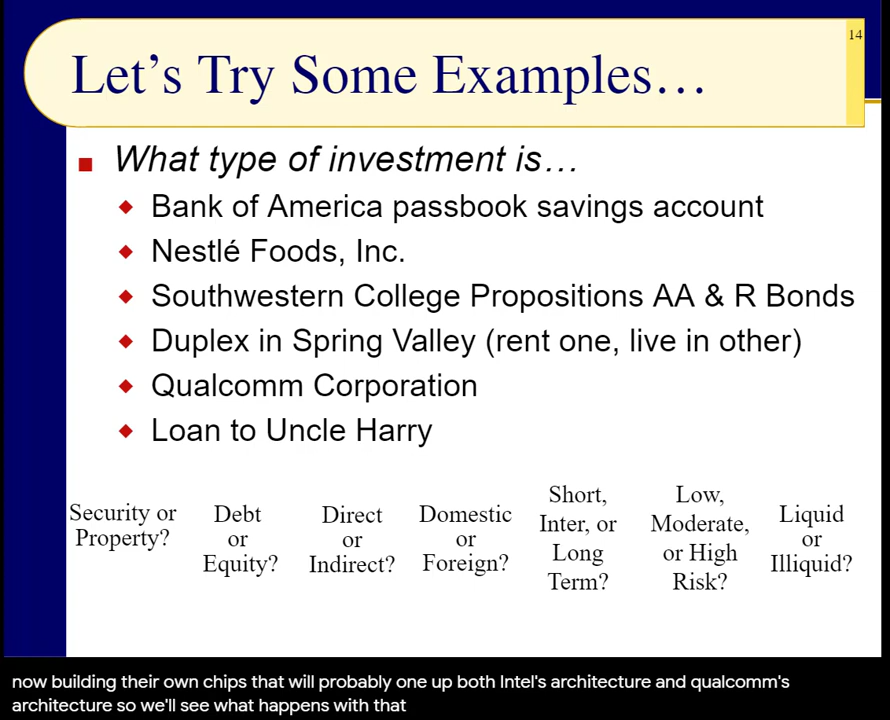 14
Let's Try Some Examples…
What type of investment is…
Bank of America passbook savings account
Nestlé Foods, Inc.
Southwestern College Propositions AA & R Bonds
Duplex in Spring Valley (rent one, live in other)
Qualcomm Corporation
Loan to Uncle Harry
Security or
Property?
Debt
or
Equity?
Direct
or
Indirect?
Domestic
or
Foreign?
Short,
Inter, or
Long
Term?
Low,
Moderate,
or High
Risk?
Liquid
or
Illiquid?
now building their own chips that will probably one up both Intel's architecture and qualcomm's
architecture so we'll see what happens with that